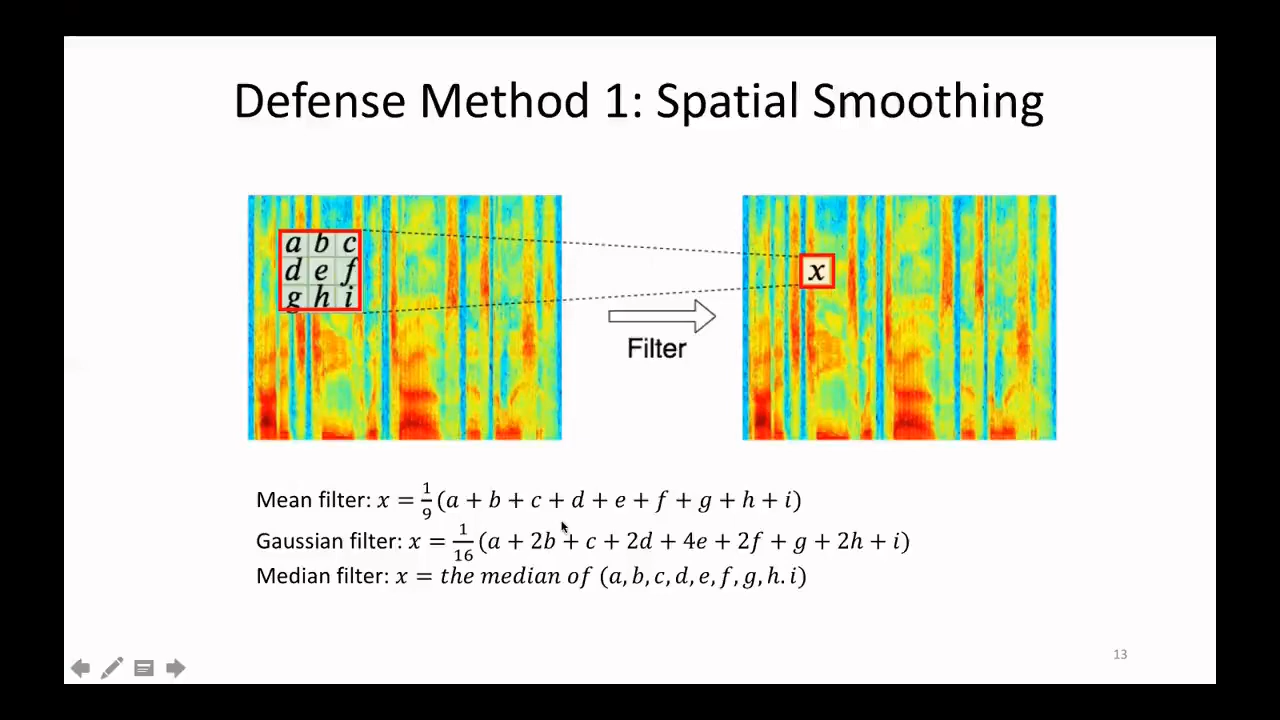 Defense Method 1: Spatial Smoothing
a b c
d e f
g h i
x
Filter
Mean filter: x = 1/9 (a + b + c + d + e + f + g + h + i)
Gaussian filter: x = 1/16 (a + 2b + c + 2d + 4e + 2f + g + 2h + i)
Median filter: x = the median of (a, b, c, d, e, f, g, h. i)
13